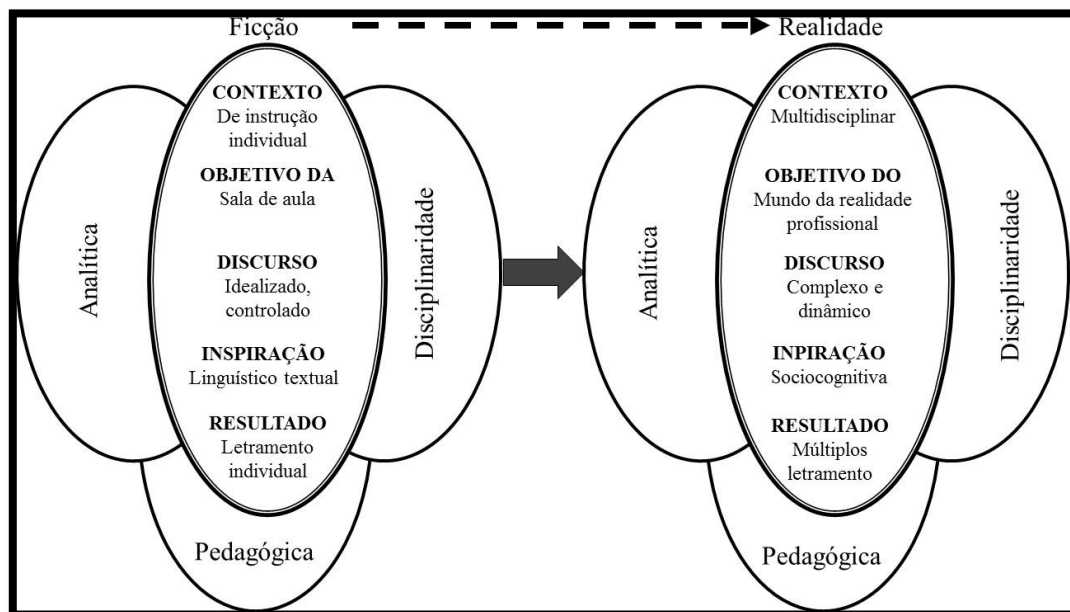 Ficção
Realidade
CONTEXTO
De instrução
individual
OBJETIVO DA
Sala de aula
DISCURSO
Idealizado,
controlado
INSPIRAÇÃO
Linguístico textual
RESULTADO
Letramento
individual
Analítica
Disciplinaridade
Pedagógica
CONTEXTO
Multidisciplinar
OBJETIVO DO
Mundo da realidade
profissional
DISCURSO
Complexo e
dinâmico
INPIRAÇÃO
Sociocognitiva
RESULTADO
Múltiplos
letramento
Analítica
Disciplinaridade
Pedagógica